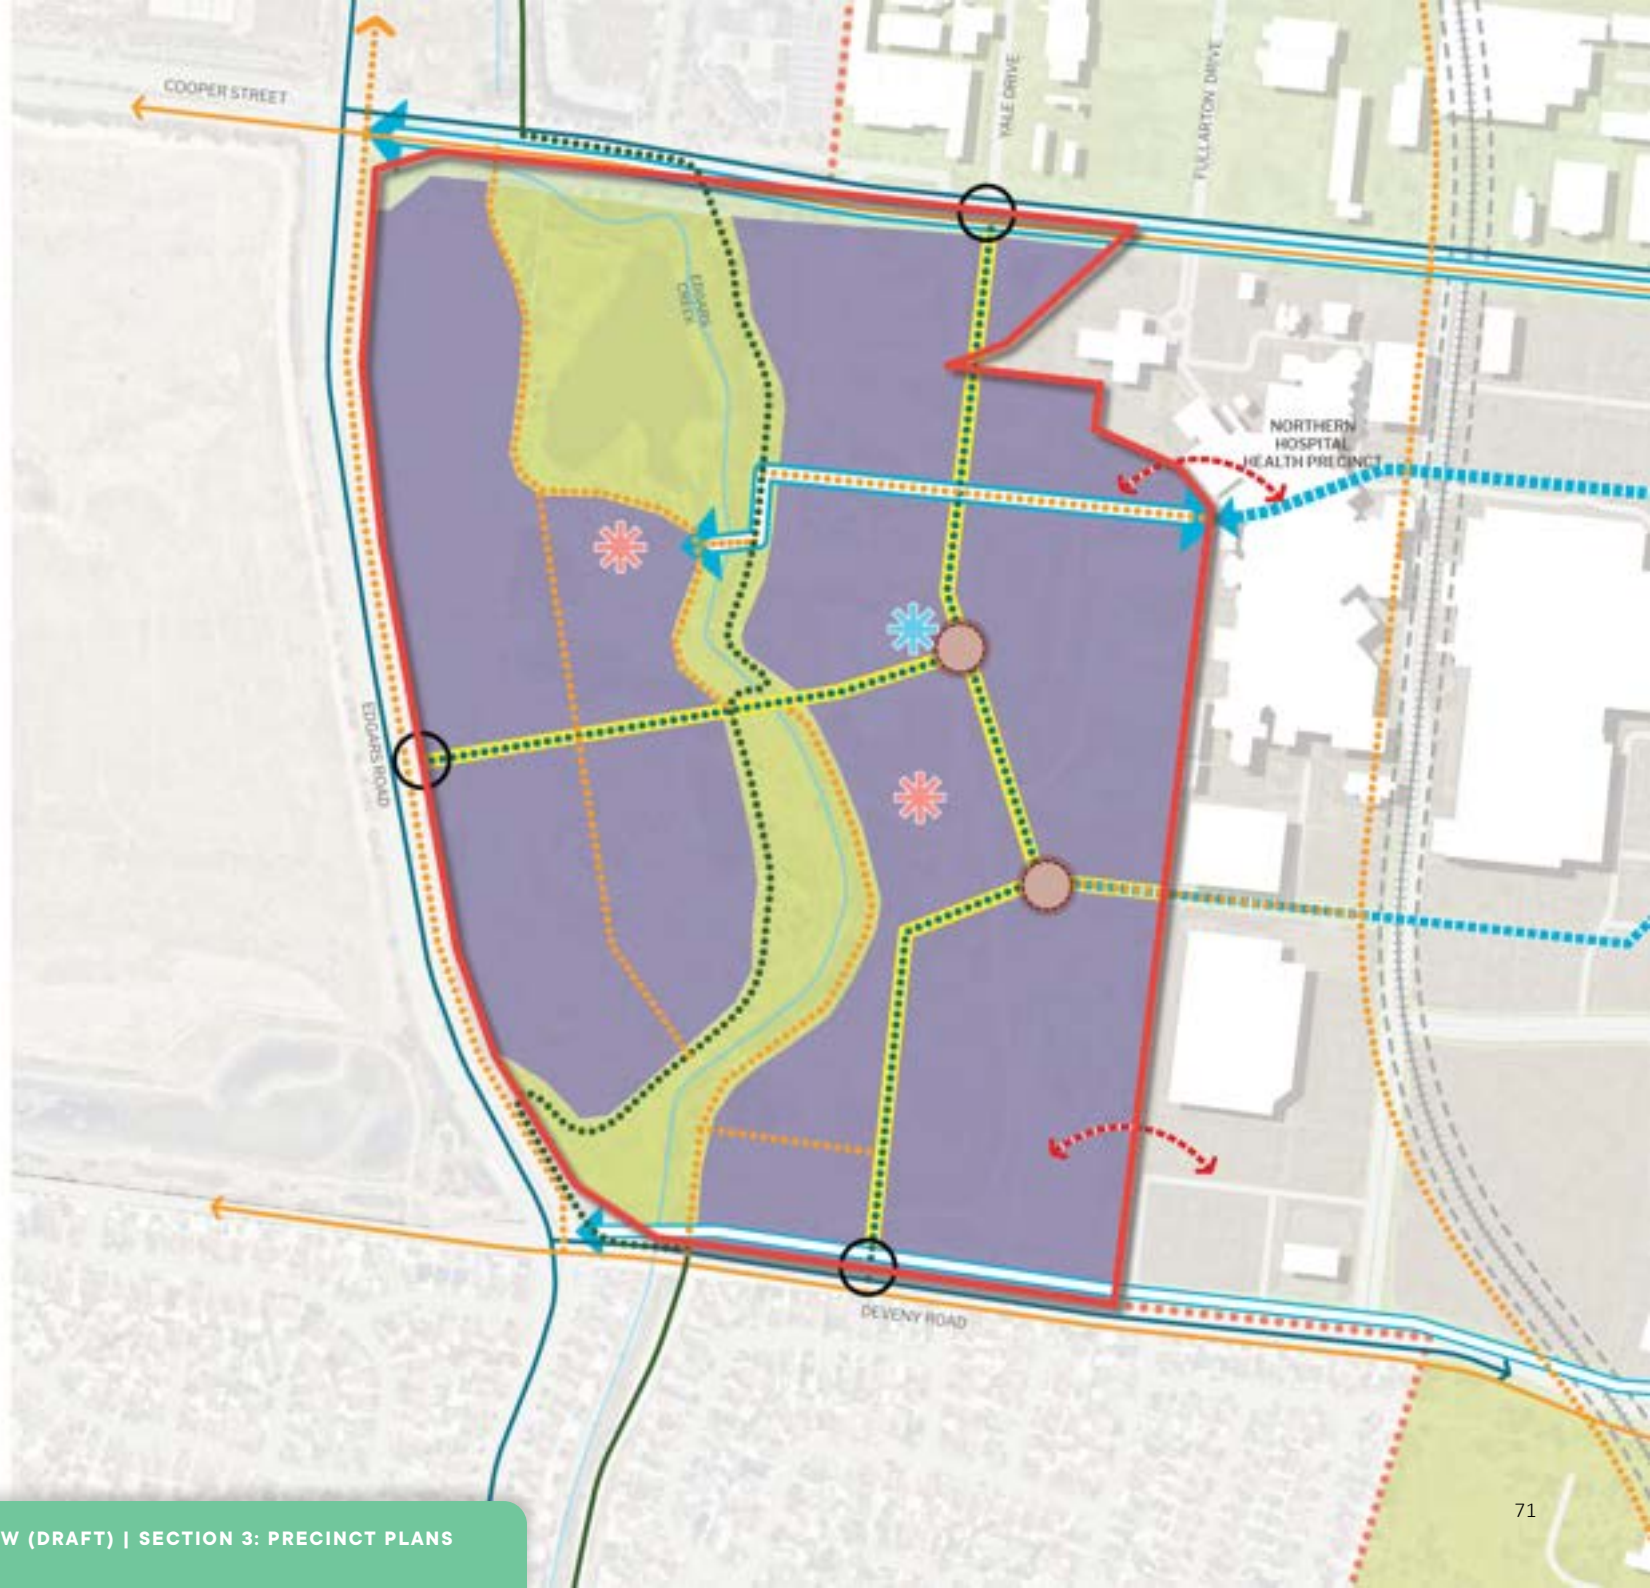 COOPER STREET
YALE DRIVE
FULLARTON DRIVE
EDGARS
CREEK
NORTHERN
HOSPITAL
HEALTH PRECINCT
EDGARS ROAD
DEVENY ROAD
71
W (DRAFT) | SECTION 3: PRECINCT PLANS